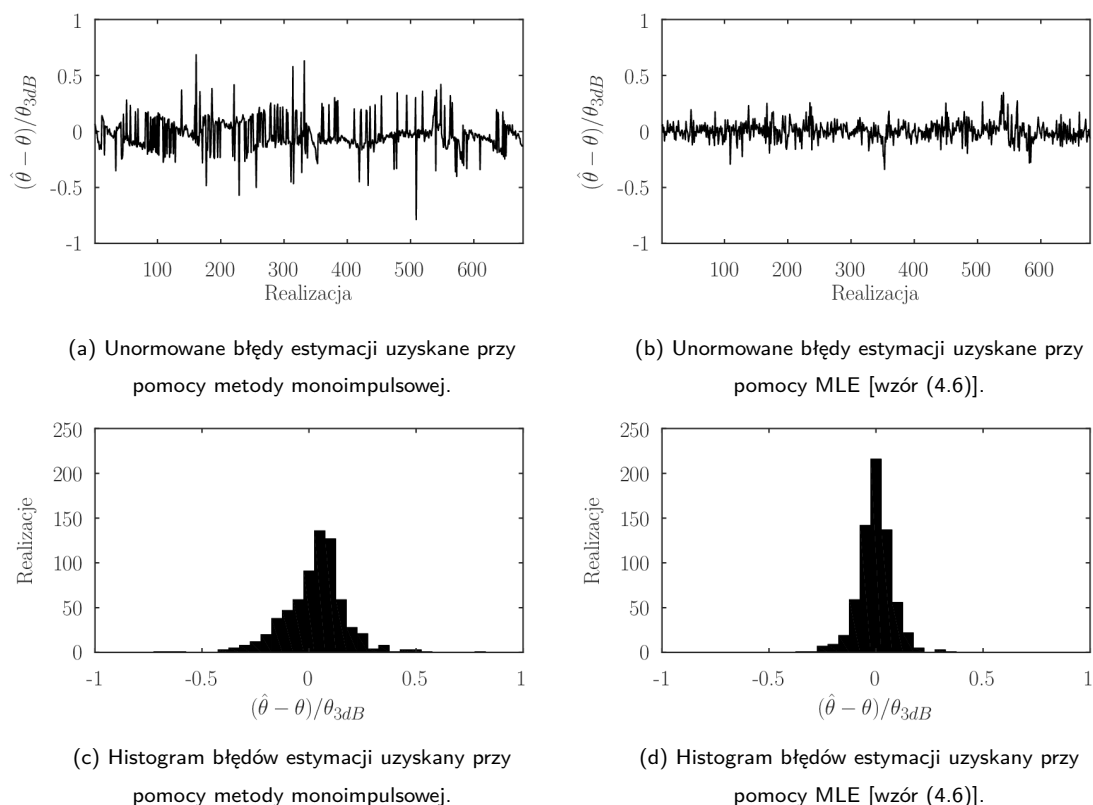 1
0.5
0
-0.5
-1
(θ̂ − θ)/θ3dB
100 200 300 400 500 600
Realizacja
(a) Unormowane błędy estymacji uzyskane przy
pomocy metody monoimpulsowej.
1
0.5
0
-0.5
-1
(θ̂ − θ)/θ3dB
100 200 300 400 500 600
Realizacja
(b) Unormowane błędy estymacji uzyskane przy
pomocy MLE [wzór (4.6)].
250
200
150
100
50
0
Realizacje
-1 -0.5 0 0.5 1
(θ̂ − θ)/θ3dB
(c) Histogram błędów estymacji uzyskany przy
pomocy metody monoimpulsowej.
250
200
150
100
50
0
Realizacje
-1 -0.5 0 0.5 1
(θ̂ − θ)/θ3dB
(d) Histogram błędów estymacji uzyskany przy
pomocy MLE [wzór (4.6)].